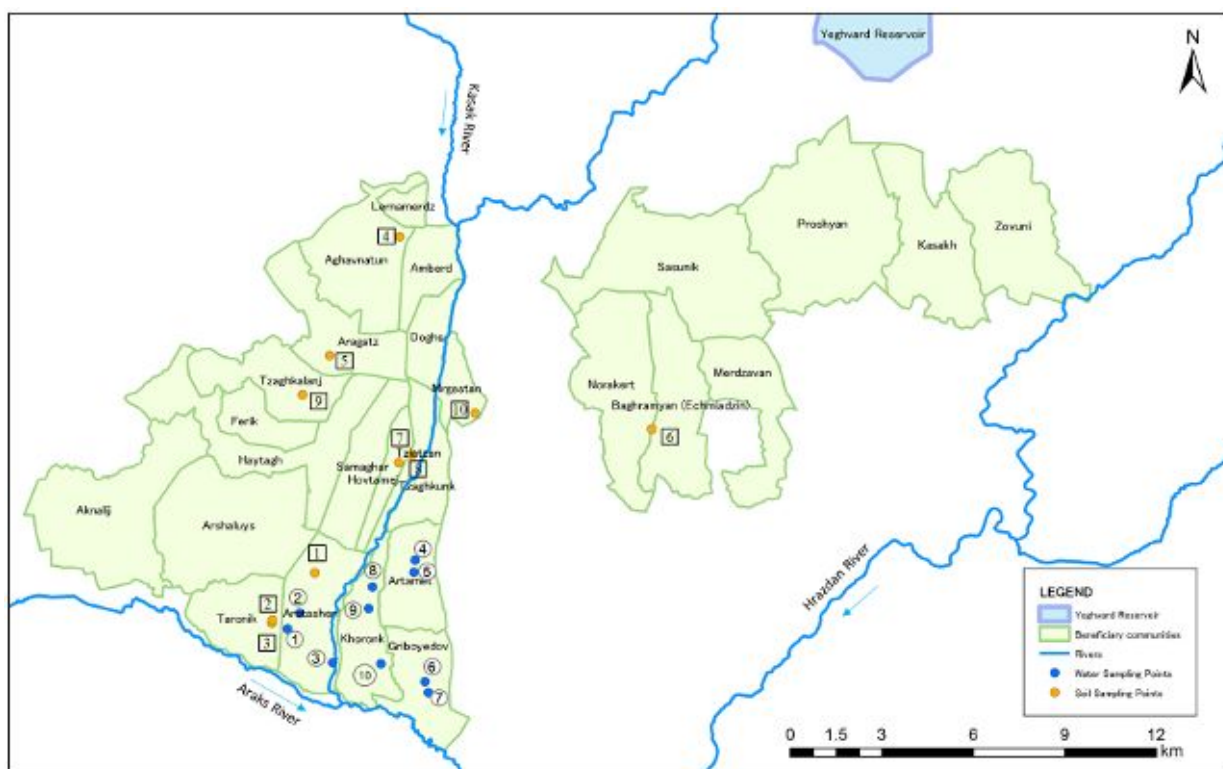 Yeghvard Reservoir
N
Kasak River
Lernamerdz
4
Aghavnatun
Amberd
Proshyan
Kasakh
Zovuni
Sasunik
Aragatz
5
Doghs
Tzaghkalanj
9
Mrgastan
10
Norakert
Merdzavan
Baghramyan (Echmiadzin)
6
Ferik
7
Haytagh
Samaghar
Hovtamej
8
Aknalij
Arshaluys
1
4
5
Artamet
8
2
2
9
Taronik
3
1
Khoronk
Griboyedov
3
10
6
7
Araks River
Hrazdan River
LEGEND
Yeghvard Reservoir
Beneficiary communities
Rivers
Water Sampling Points
Soil Sampling Points
0 1.5 3 6 9 12
km